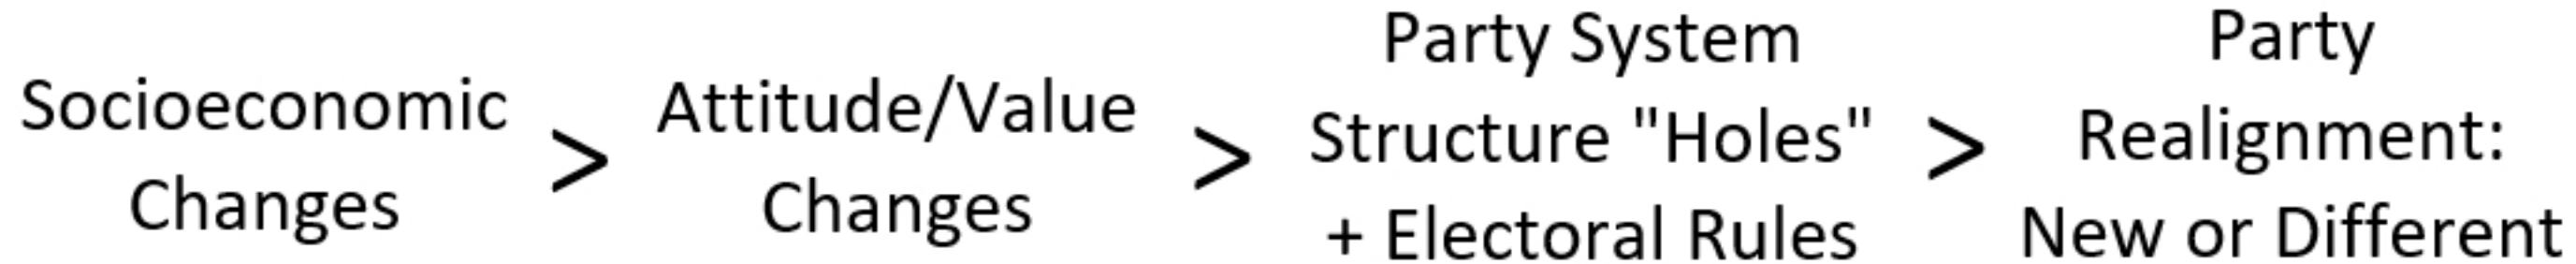 Socioeconomic
Changes
>
Attitude/Value
Changes
>
Party System
Structure "Holes"
+ Electoral Rules
>
Party
Realignment:
New or Different